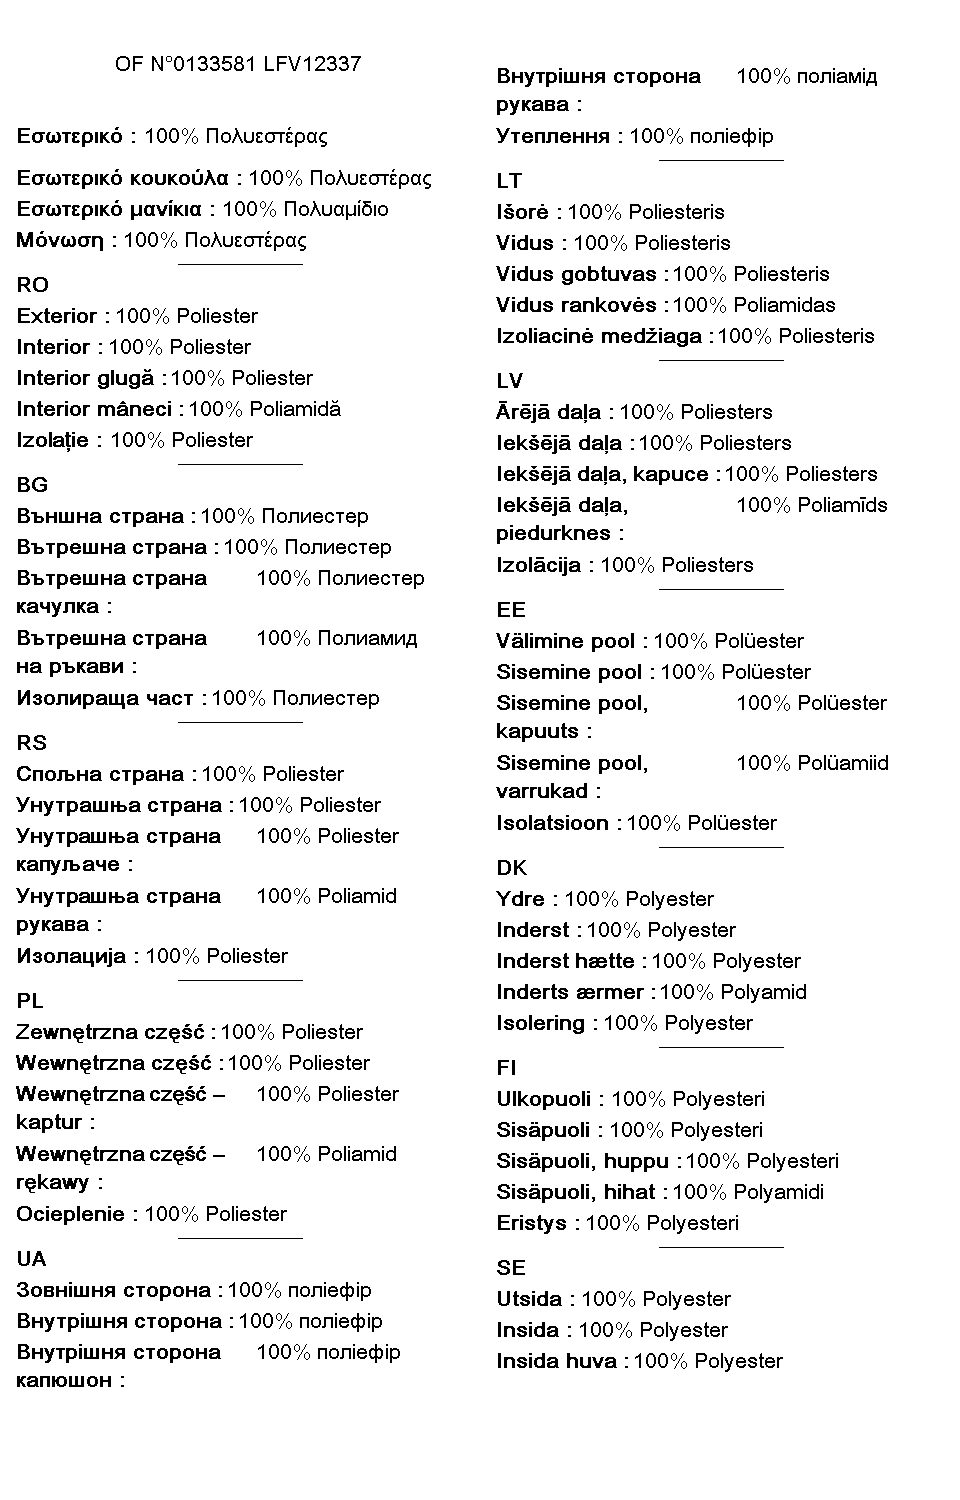 OF N°0133581 LFV12337
Εσωτερικό : 100% Πολυεστέρας
Εσωτερικό κουκούλα : 100% Πολυεστέρας
Εσωτερικό μανίκια : 100% Πολυαμίδιο
Μόνωση : 100% Πολυεστέρας
RO
Exterior : 100% Poliester
Interior : 100% Poliester
Interior glugă : 100% Poliester
Interior mâneci : 100% Poliamidă
Izolație : 100% Poliester
BG
Външна страна : 100% Полиестер
Вътрешна страна : 100% Полиестер
Вътрешна страна 100% Полиестер
качулка :
Вътрешна страна 100% Полиамид
на ръкави :
Изолираща част : 100% Полиестер
RS
Спољна страна : 100% Poliester
Унутрашња страна : 100% Poliester
Унутрашња страна 100% Poliester
капуљаче :
Унутрашња страна 100% Poliamid
рукава :
Изолација : 100% Poliester
PL
Zewnętrzna część : 100% Poliester
Wewnętrzna część : 100% Poliester
Wewnętrzna część – 100% Poliester
kaptur :
Wewnętrzna część – 100% Poliamid
rękawy :
Ocieplenie : 100% Poliester
UA
Зовнішня сторона : 100% поліефір
Внутрішня сторона : 100% поліефір
Внутрішня сторона 100% поліефір
капюшон :
Внутрішня сторона 100% поліамід
рукава :
Утеплення : 100% поліефір
LT
Išorė : 100% Poliesteris
Vidus : 100% Poliesteris
Vidus gobtuvas : 100% Poliesteris
Vidus rankovės : 100% Poliamidas
Izoliacinė medžiaga : 100% Poliesteris
LV
Ārējā daļa : 100% Poliesters
Iekšējā daļa : 100% Poliesters
Iekšējā daļa, kapuce : 100% Poliesters
Iekšējā daļa, 100% Poliamīds
piedurknes :
Izolācija : 100% Poliesters
EE
Välimine pool : 100% Polüester
Sisemine pool : 100% Polüester
Sisemine pool, 100% Polüester
kapuuts :
Sisemine pool, 100% Polüamiid
varrukad :
Isolatsioon : 100% Polüester
DK
Ydre : 100% Polyester
Inderst : 100% Polyester
Inderst hætte : 100% Polyester
Inderts ærmer : 100% Polyamid
Isolering : 100% Polyester
FI
Ulkopuoli : 100% Polyesteri
Sisäpuoli : 100% Polyesteri
Sisäpuoli, huppu : 100% Polyesteri
Sisäpuoli, hihat : 100% Polyamidi
Eristys : 100% Polyesteri
SE
Utsida : 100% Polyester
Insida : 100% Polyester
Insida huva : 100% Polyester